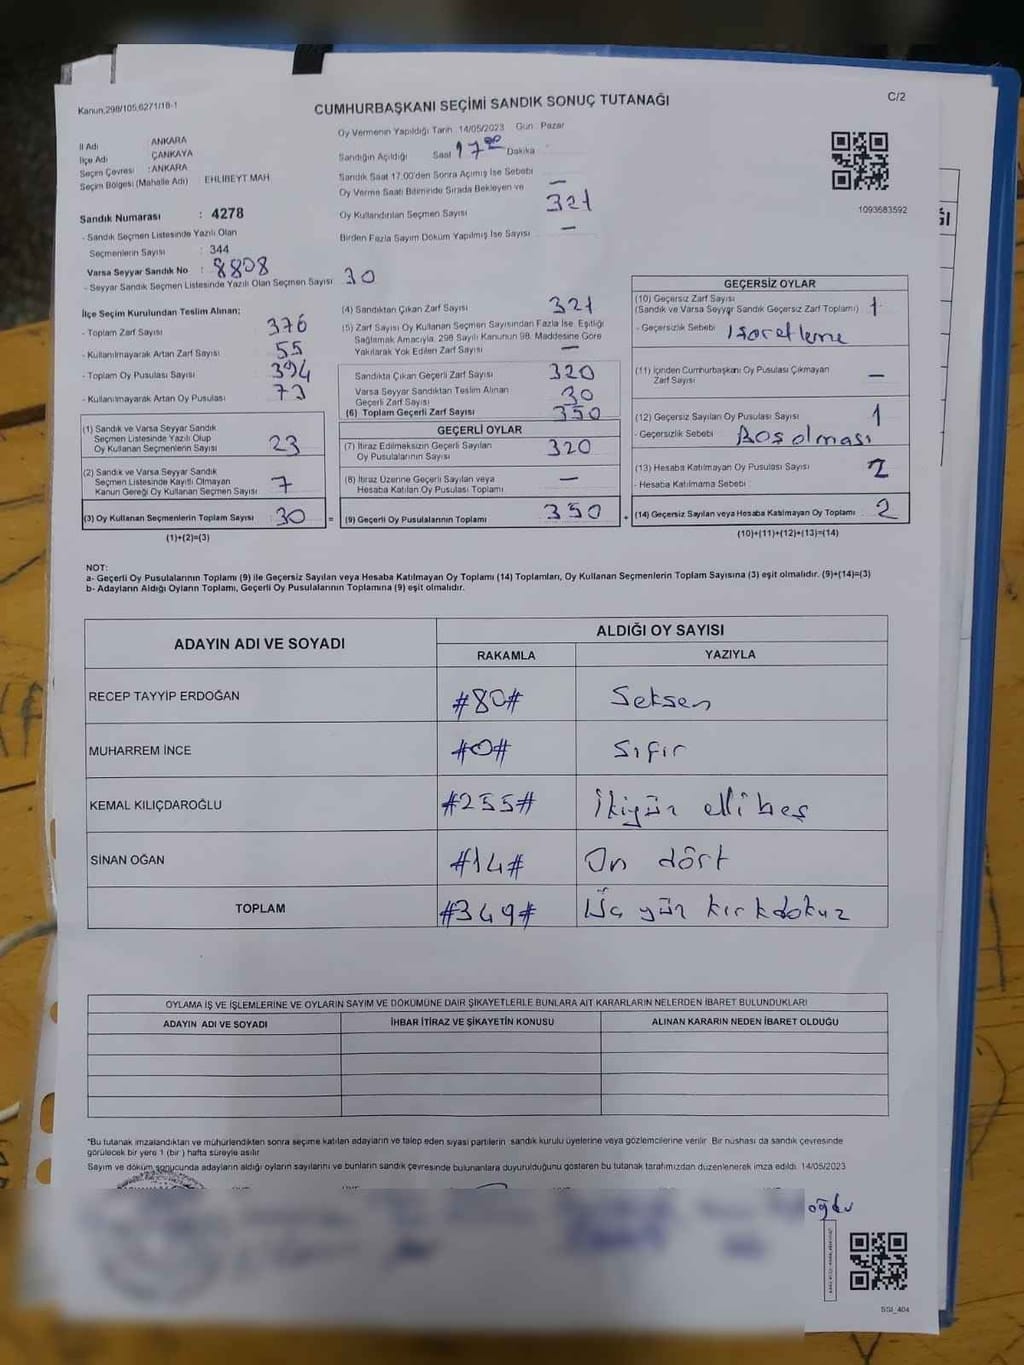 Kanun,298/105,6271/18-1
CUMHURBAŞKANI SEÇİMİ SANDIK SONUÇ TUTANAĞI
C/2
İl Adı ANKARA
İlçe Adı ÇANKAYA
Seçim Çevresi : ANKARA
Seçim Bölgesi (Mahalle Adı) EHLİBEYT MAH
Sandık Numarası : 4278
- Sandık Seçmen Listesinde Yazılı Olan
Seçmenlerin Sayısı : 344
Varsa Seyyar Sandık No : 8808
- Seyyar Sandık Seçmen Listesinde Yazılı Olan Seçmen Sayısı 30
Oy Vermenin Yapıldığı Tarih 14/05/2023 Gün : Pazar
Sandığın Açıldığı Saat 17 00 Dakika
Sandık Saat 17.00'den Sonra Açmış İse Sebebi —
Oy Verme Saati Bitiminde Sırada Bekleyen ve
Oy Kullandırılan Seçmen Sayısı 321
Birden Fazla Sayım Döküm Yapılmış İse Sayısı —
1093683592
İlçe Seçim Kurulundan Teslim Alınan;
- Toplam Zarf Sayısı 376
- Kullanılmayarak Artan Zarf Sayısı 55
- Toplam Oy Pusulası Sayısı 394
- Kullanılmayarak Artan Oy Pusulası 73
(1) Sandık ve Varsa Seyyar Sandık
Seçmen Listesinde Yazılı Olup
Oy Kullanan Seçmenlerin Sayısı 23
(2) Sandık ve Varsa Seyyar Sandık
Seçmen Listesinde Kayıtlı Olmayan
Kanun Gereği Oy Kullanan Seçmen Sayısı 7
(3) Oy Kullanan Seçmenlerin Toplam Sayısı 30 =
(1)+(2)=(3)
(4) Sandıktan Çıkan Zarf Sayısı 321
(5) Zarf Sayısı Oy Kullanan Seçmen Sayısından Fazla İse, Eşitliği
Sağlamak Amacıyla, 298 Sayılı Kanunun 98. Maddesine Göre
Yakılarak Yok Edilen Zarf Sayısı —
Sandıkta Çıkan Geçerli Zarf Sayısı 320
Varsa Seyyar Sandıktan Teslim Alınan
Geçerli Zarf Sayısı 30
(6) Toplam Geçerli Zarf Sayısı 350
GEÇERLİ OYLAR
(7) İtiraz Edilmeksizin Geçerli Sayılan
Oy Pusulalarının Sayısı 320
(8) İtiraz Üzerine Geçerli Sayılan veya
Hesaba Katılan Oy Pusulası Toplamı —
(9) Geçerli Oy Pusulalarının Toplamı 350 +
GEÇERSİZ OYLAR
(10) Geçersiz Zarf Sayısı
(Sandık ve Varsa Seyyar Sandık Geçersiz Zarf Toplamı) 1
- Geçersizlik Sebebi İşaretleme
(11) İçinden Cumhurbaşkanı Oy Pusulası Çıkmayan
Zarf Sayısı —
(12) Geçersiz Sayılan Oy Pusulası Sayısı 1
- Geçersizlik Sebebi Boş olması
(13) Hesaba Katılmayan Oy Pusulası Sayısı 2
- Hesaba Katılmama Sebebi
(14) Geçersiz Sayılan veya Hesaba Katılmayan Oy Toplamı 2
(10)+(11)+(12)+(13)=(14)
NOT:
a- Geçerli Oy Pusulalarının Toplamı (9) ile Geçersiz Sayılan veya Hesaba Katılmayan Oy Toplamı (14) Toplamları, Oy Kullanan Seçmenlerin Toplam Sayısına (3) eşit olmalıdır. (9)+(14)=(3)
b- Adayların Aldığı Oyların Toplamı, Geçerli Oy Pusulalarının Toplamına (9) eşit olmalıdır.
ADAYIN ADI VE SOYADI ALDIĞI OY SAYISI
RAKAMLA YAZIYLA
RECEP TAYYİP ERDOĞAN #80# Seksen
MUHARREM İNCE #0# Sıfır
KEMAL KILIÇDAROĞLU #255# İkiyüz elli beş
SİNAN OĞAN #14# On dört
TOPLAM #349# Üç yüz kırkdokuz
OYLAMA İŞ VE İŞLEMLERİNE VE OYLARIN SAYIM VE DÖKÜMÜNE DAİR ŞİKAYETLERLE BUNLARA AİT KARARLARIN NELERDEN İBARET BULUNDUKLARI
ADAYIN ADI VE SOYADI İHBAR İTİRAZ VE ŞİKAYETİN KONUSU ALINAN KARARIN NEDEN İBARET OLDUĞU
*Bu tutanak imzalandıktan ve mühürlendikten sonra seçime katılan adayların ve talep eden siyasi partilerin sandık kurulu üyelerine veya gözlemcilerine verilir. Bir nüshası da sandık çevresinde
görülecek bir yere 1 (bir) hafta süreyle asılır
Sayım ve döküm sonucunda adayların aldığı oyların sayılarını ve bunların sandık çevresinde bulunanlara duyurulduğunu gösteren bu tutanak tarafımızdan düzenlenerek imza edildi. 14/05/2023
SSI_404